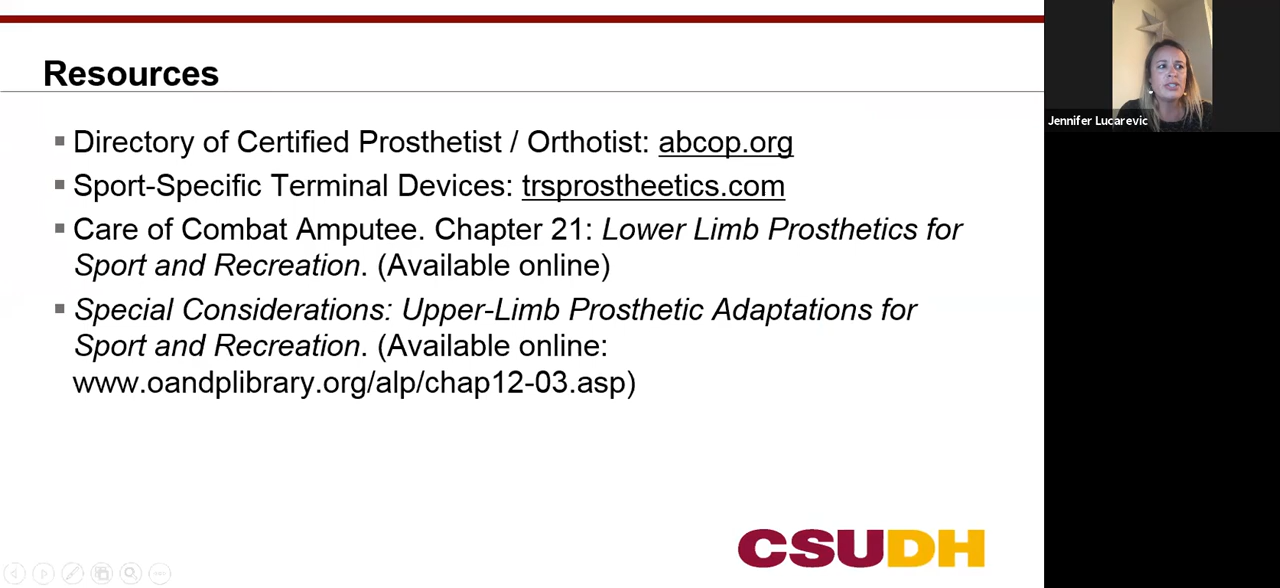 Resources
Directory of Certified Prosthetist / Orthotist: abcop.org
Sport-Specific Terminal Devices: trsprostheetics.com
Care of Combat Amputee. Chapter 21: Lower Limb Prosthetics for
Sport and Recreation. (Available online)
Special Considerations: Upper-Limb Prosthetic Adaptations for
Sport and Recreation. (Available online:
www.oandplibrary.org/alp/chap12-03.asp)
CSUDH
Jennifer Lucarevic